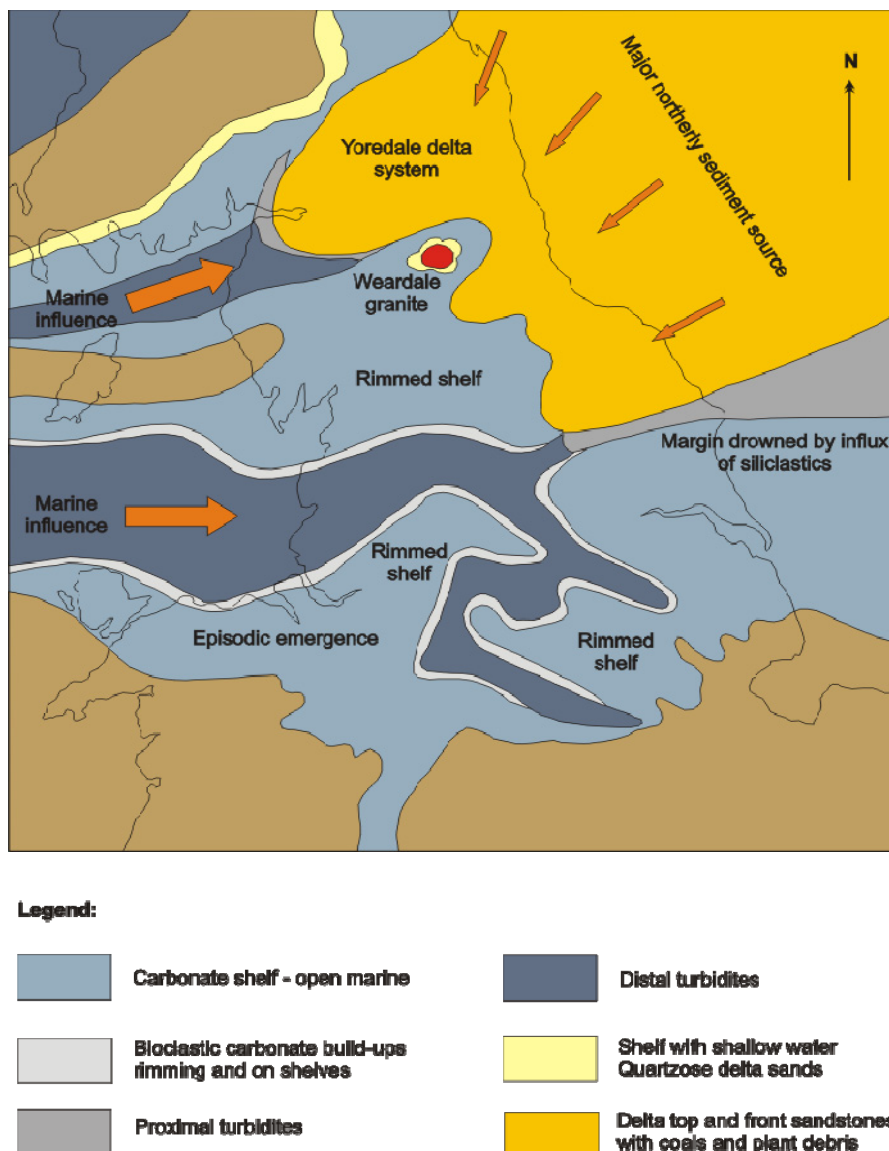 N
Major northerly sediment source
Yoredale delta
system
Weardale
granite
Marine
influence
Rimmed shelf
Margin drowned by influx
of siliclastics
Marine
influence
Rimmed
shelf
Episodic emergence
Rimmed
shelf
Legend:
Carbonate shelf - open marine
Distal turbidites
Bioclastic carbonate build-ups
rimming and on shelves
Shelf with shallow water
Quartzose delta sands
Proximal turbidites
Delta top and front sandstones
with coals and plant debris